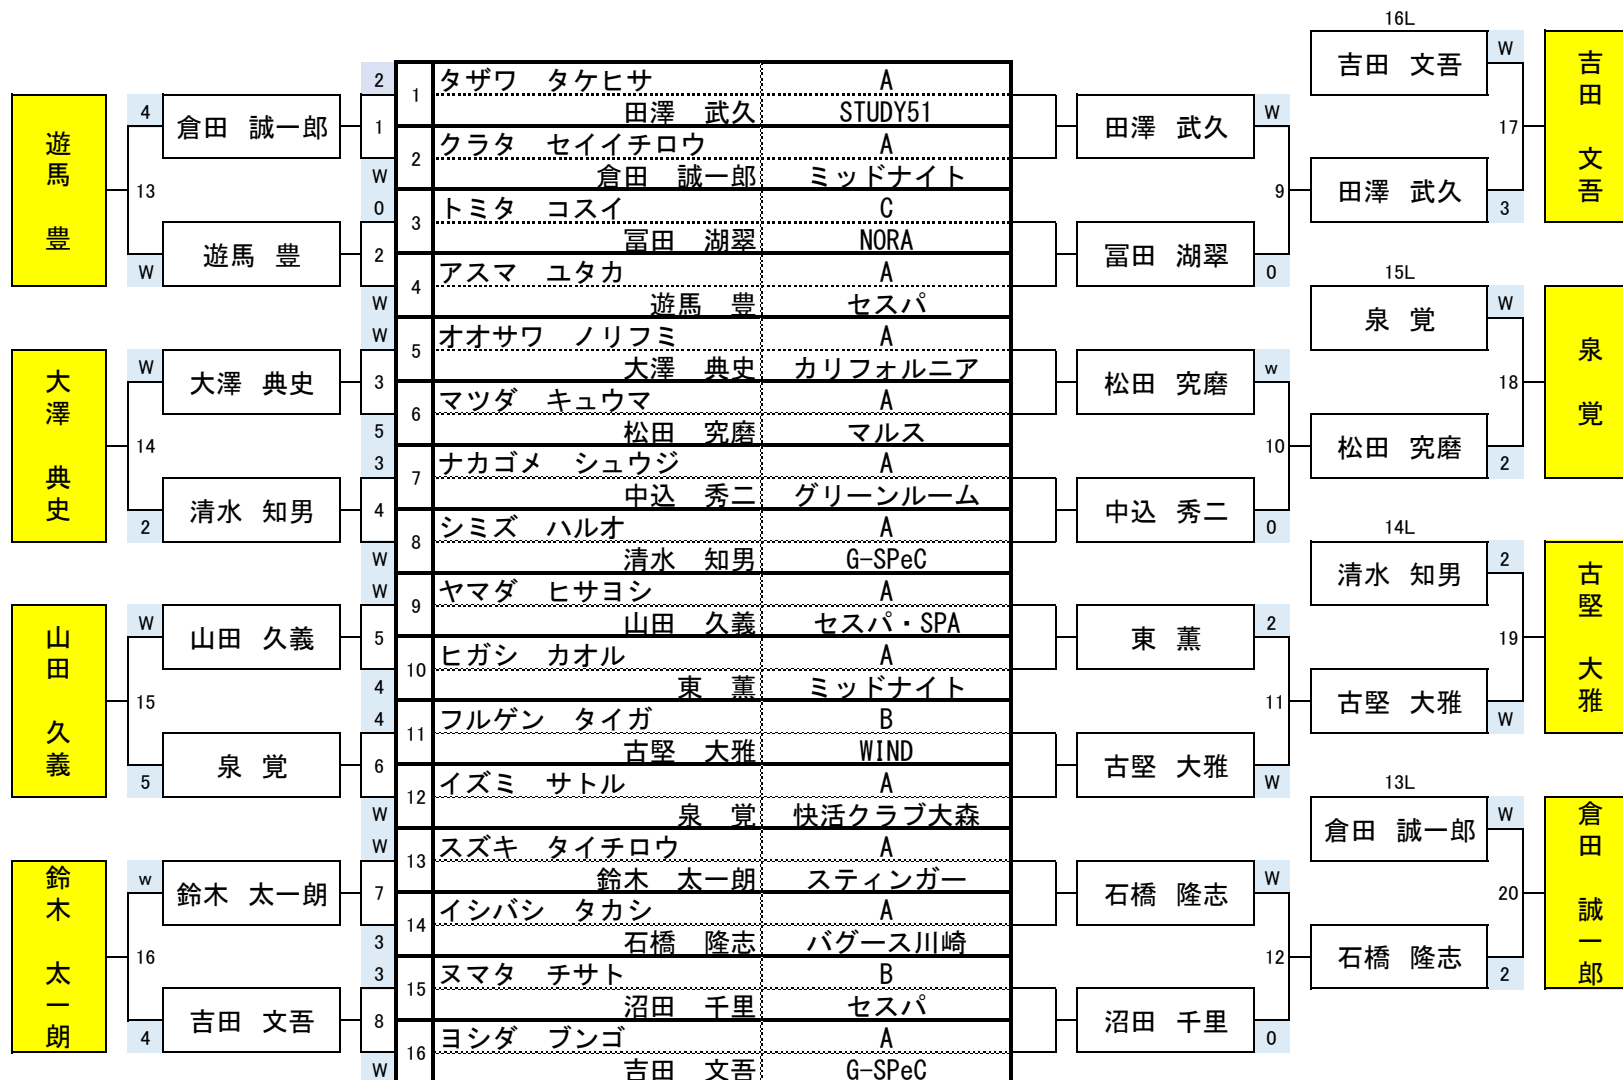 16L
吉田 文吾 W
2 1 タザワ タケヒサ A
田澤 武久 STUDY51
4 倉田 誠一郎 1 田澤 武久 W 17 吉田 文吾
2 クラタ セイイチロウ A
W 倉田 誠一郎 ミッドナイト
遊馬 豊 13 9 田澤 武久 3
0 3 トミタ コスイ C
冨田 湖翠 NORA
W 遊馬 豊 2 冨田 湖翠 0
4 アスマ ユタカ A
W 遊馬 豊 セスパ
15L
泉 覚 W
W 5 オオサワ ノリフミ A
大澤 典史 カリフォルニア
W 大澤 典史 3 松田 究磨 w 18 泉 覚
6 マツダ キュウマ A
5 松田 究磨 マルス
大澤 典史 14 10 松田 究磨 2
3 7 ナカゴメ シュウジ A
中込 秀二 グリーンルーム
2 清水 知男 4 中込 秀二 0
8 シミズ ハルオ A
W 清水 知男 G-SPeC
14L
清水 知男 2
W 9 ヤマダ ヒサヨシ A
山田 久義 セスパ・SPA
W 山田 久義 5 東 薫 2 19 古堅 大雅
10 ヒガシ カオル A
4 東 薫 ミッドナイト
山田 久義 15 11 古堅 大雅 W
4 11 フルゲン タイガ B
古堅 大雅 WIND
5 泉 覚 6 古堅 大雅 W
12 イズミ サトル A
W 泉 覚 快活クラブ大森
13L
倉田 誠一郎 W
W 13 スズキ タイチロウ A
鈴木 太一朗 スティンガー
w 鈴木 太一朗 7 石橋 隆志 W 20 倉田 誠一郎
14 イシバシ タカシ A
3 石橋 隆志 バグース川崎
鈴木 太一朗 16 12 石橋 隆志 2
3 15 ヌマタ チサト B
沼田 千里 セスパ
4 吉田 文吾 8 沼田 千里 0
16 ヨシダ ブンゴ A
W 吉田 文吾 G-SPeC